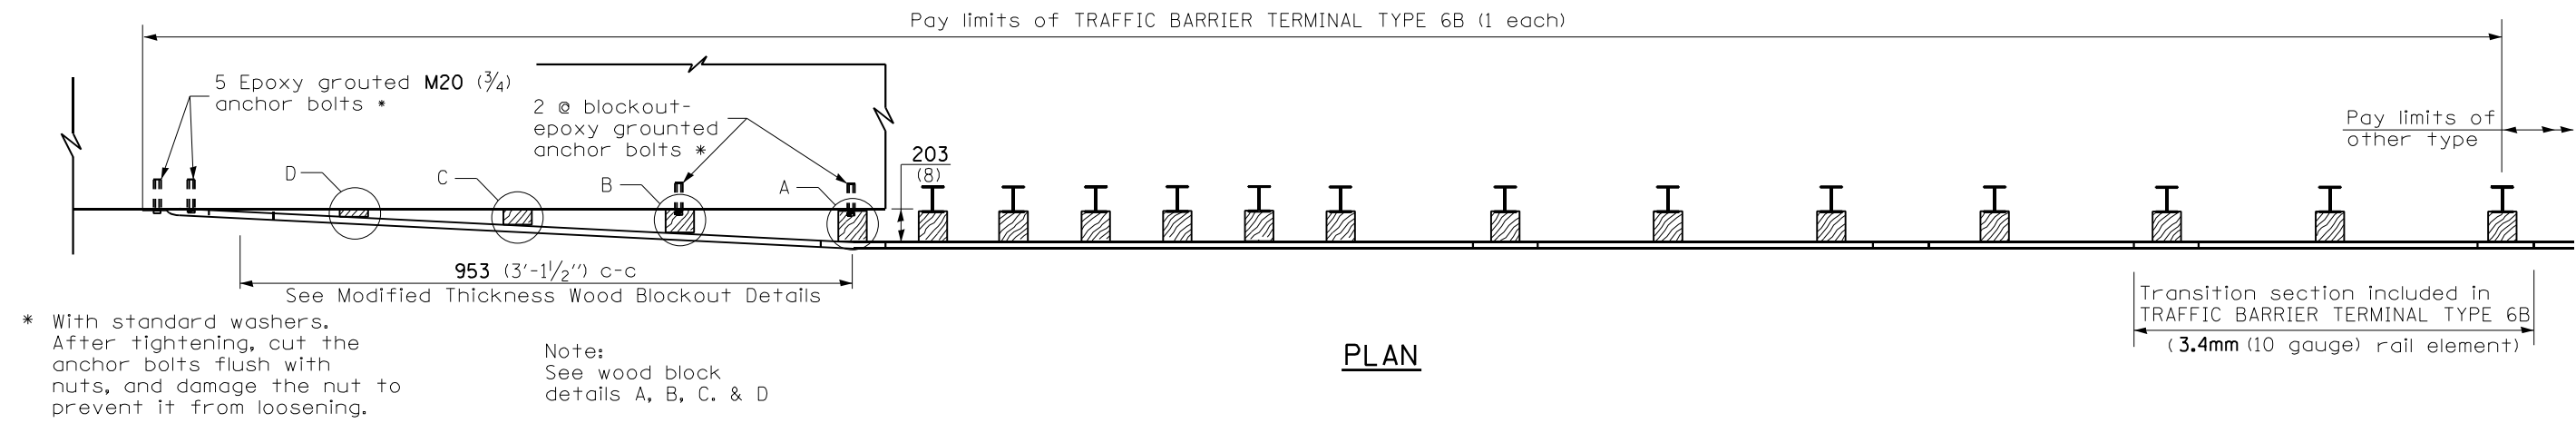 Pay limits of TRAFFIC BARRIER TERMINAL TYPE 6B (1 each)
5 Epoxy grouted M20 (3/4)
anchor bolts *
2 @ blockout-
epoxy grounted
anchor bolts *
203
(8)
Pay limits of
other type
D
C
B
A
953 (3'-1 1/2'') c-c
See Modified Thickness Wood Blockout Details
* With standard washers.
After tightening, cut the
anchor bolts flush with
nuts, and damage the nut to
prevent it from loosening.
Note:
See wood block
details A, B, C. & D
PLAN
Transition section included in
TRAFFIC BARRIER TERMINAL TYPE 6B
(3.4mm (10 gauge) rail element)